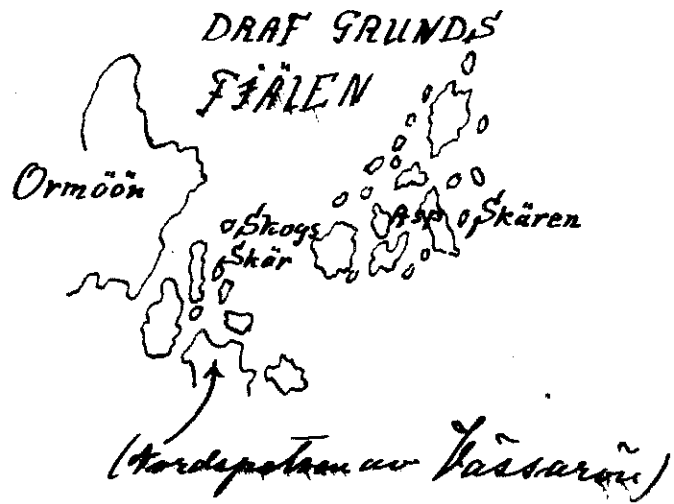 DRAF GRUNDS
FJÄLEN
Ormöön
Skogs
Skär
Asp Skären
(Nordspetsen av Vässarön)